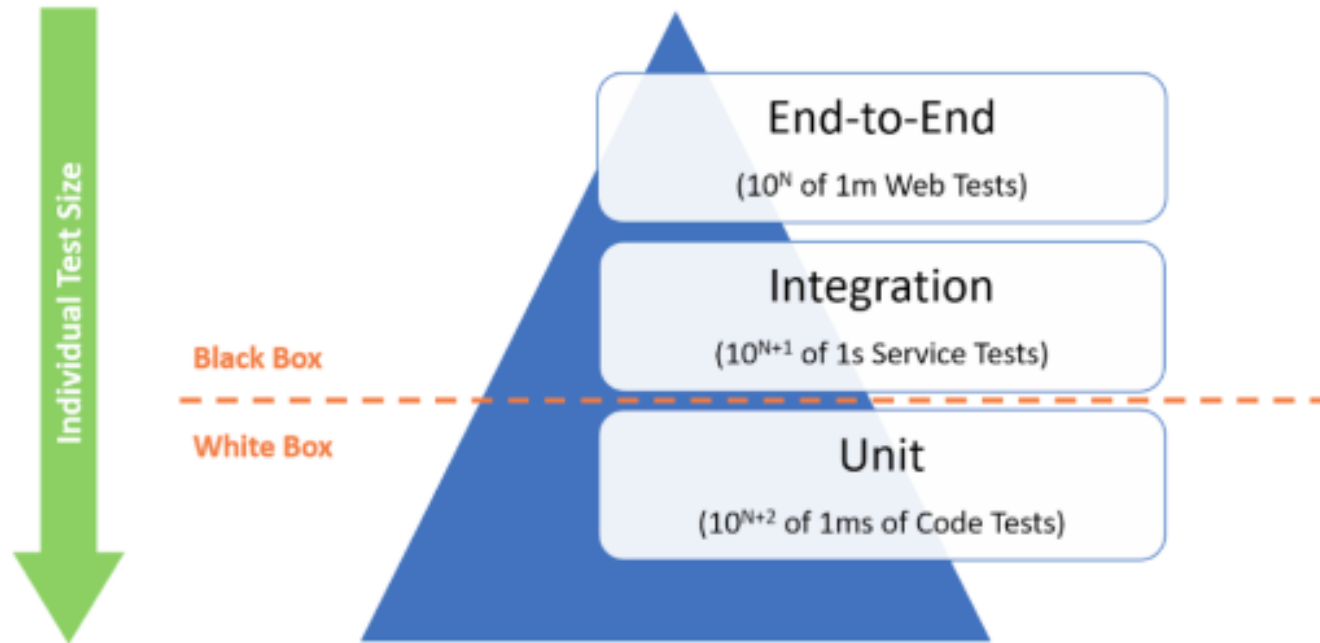 Individual Test Size
End-to-End
(10ᴺ of 1m Web Tests)
Integration
(10ᴺ⁺¹ of 1s Service Tests)
Black Box
White Box
Unit
(10ᴺ⁺² of 1ms of Code Tests)